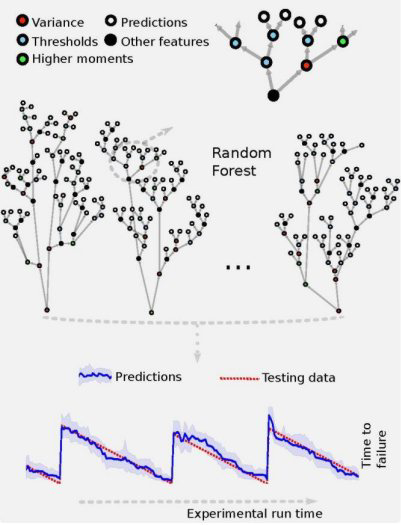 Variance
Predictions
Thresholds
Other features
Higher moments
Random
Forest
...
Predictions
Testing data
Time to
failure
Experimental run time